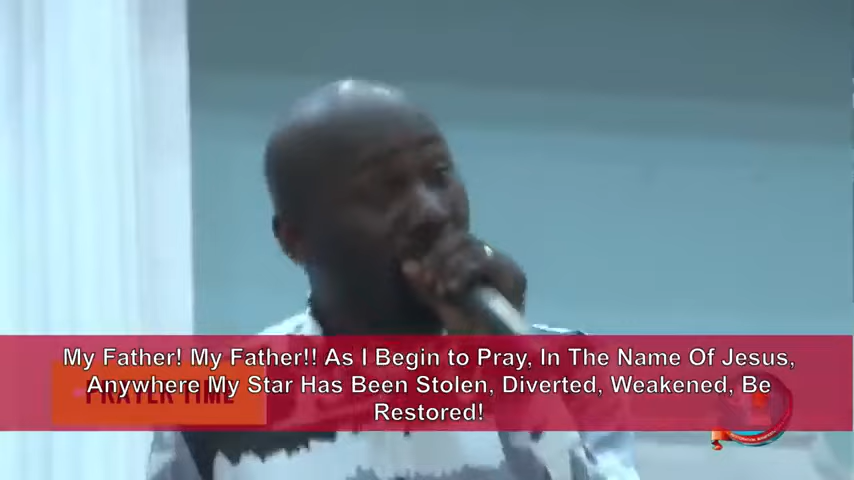 My Father! My Father!! As I Begin to Pray, In The Name Of Jesus,
Anywhere My Star Has Been Stolen, Diverted, Weakened, Be
Restored!
PRAYER TIME